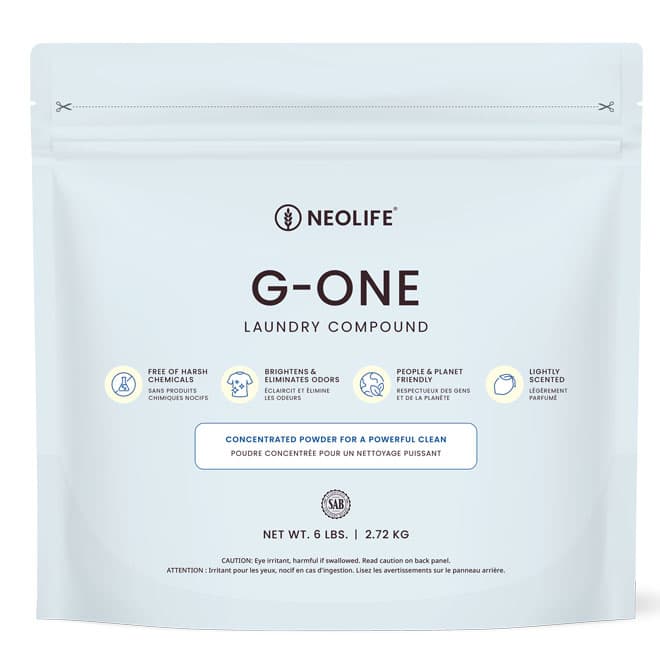 NEOLIFE®
G-ONE
LAUNDRY COMPOUND
FREE OF HARSH
CHEMICALS
SANS PRODUITS
CHIMIQUES NOCIFS
BRIGHTENS &
ELIMINATES ODORS
ÉCLAIRCIT ET ÉLIMINE
LES ODEURS
PEOPLE & PLANET
FRIENDLY
RESPECTUEUX DES GENS
ET DE LA PLANÈTE
LIGHTLY
SCENTED
LÉGÈREMENT
PARFUMÉ
CONCENTRATED POWDER FOR A POWERFUL CLEAN
POUDRE CONCENTRÉE POUR UN NETTOYAGE PUISSANT
SAB
NET WT. 6 LBS. | 2.72 KG
CAUTION: Eye irritant, harmful if swallowed. Read caution on back panel.
ATTENTION : Irritant pour les yeux, nocif en cas d'ingestion. Lisez les avertissements sur le panneau arrière.